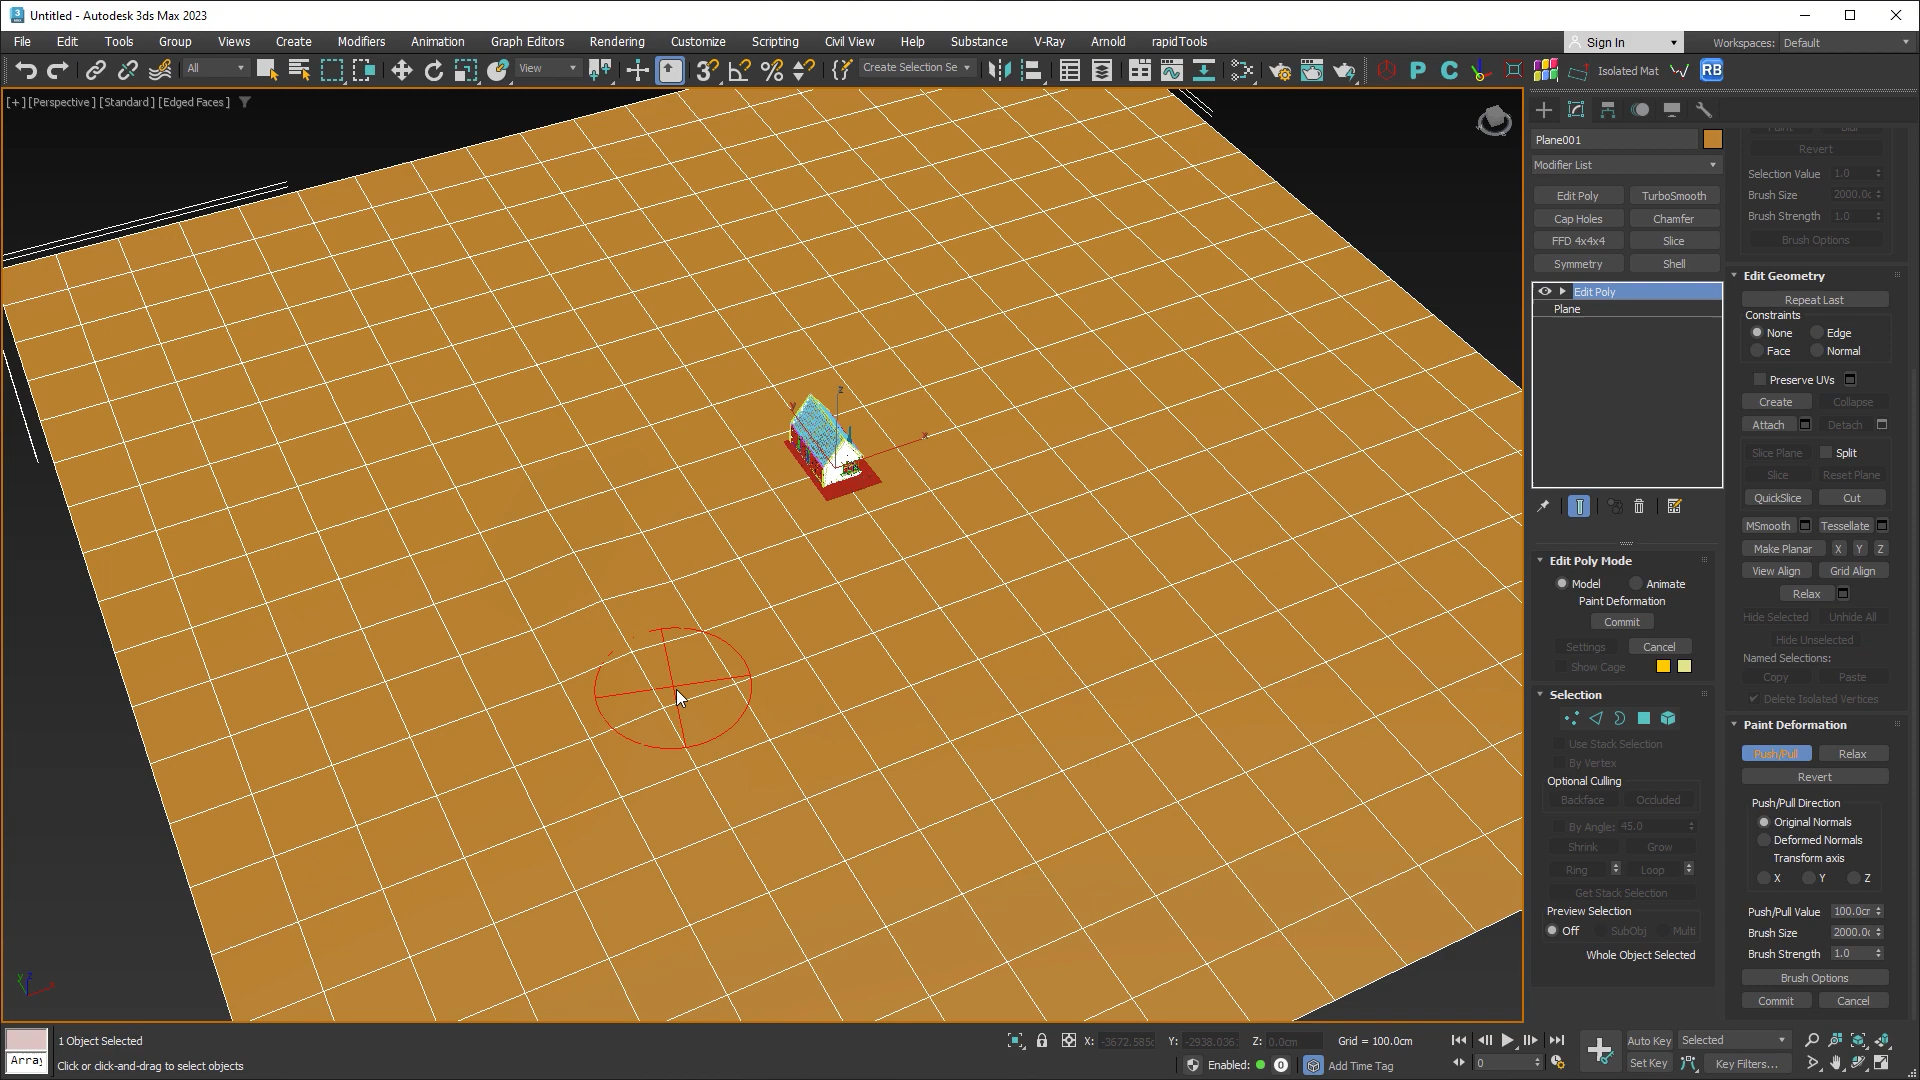 Untitled - Autodesk 3ds Max 2023
File Edit Tools Group Views Create Modifiers Animation Graph Editors Rendering Customize Scripting Civil View Help Substance V-Ray Arnold rapidTools
Sign In Workspaces: Default
All View Create Selection Se Isolated Mat RB
[+] [Perspective] [Standard] [Edged Faces]
z
y
x
Plane001
Modifier List
Edit Poly TurboSmooth
Cap Holes Chamfer
FFD 4x4x4 Slice
Symmetry Shell
Edit Poly
Plane
Edit Poly Mode
Model Animate
Paint Deformation
Commit
Settings Cancel
Show Cage
Selection
Use Stack Selection
By Vertex
Optional Culling
Backface Occluded
By Angle: 45.0
Shrink Grow
Ring Loop
Get Stack Selection
Preview Selection
Off SubObj Multi
Whole Object Selected
Revert
Selection Value 1.0
Brush Size 2000.0c
Brush Strength 1.0
Brush Options
Edit Geometry
Repeat Last
Constraints
None Edge
Face Normal
Preserve UVs
Create Collapse
Attach Detach
Slice Plane Split
Slice Reset Plane
QuickSlice Cut
MSmooth Tessellate
Make Planar X Y Z
View Align Grid Align
Relax
Hide Selected Unhide All
Hide Unselected
Named Selections:
Copy Paste
Delete Isolated Vertices
Paint Deformation
Push/Pull Relax
Revert
Push/Pull Direction
Original Normals
Deformed Normals
Transform axis
X Y Z
Push/Pull Value 100.0cr
Brush Size 2000.0c
Brush Strength 1.0
Brush Options
Commit Cancel
1 Object Selected
X: -3672.585c Y: -2938.036 Z: 0.0cm Grid = 100.0cm
Auto Key Selected
Array
Click or click-and-drag to select objects
Enabled: 0 Add Time Tag
0
Set Key Key Filters...